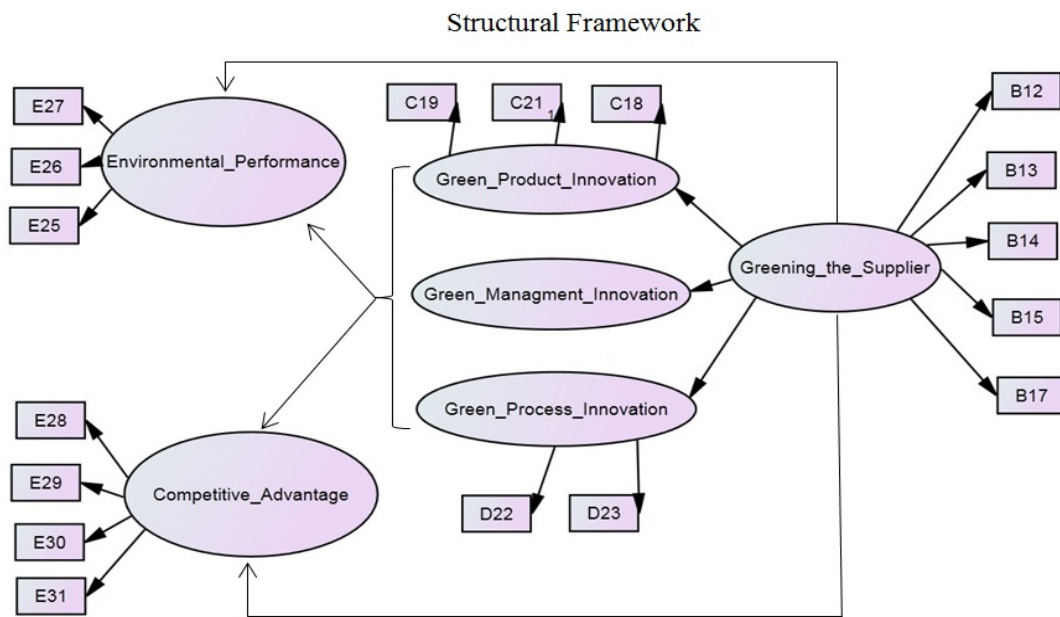 Structural Framework
E27
E26
E25
Environmental_Performance
C19
C21
1
C18
Green_Product_Innovation
Green_Managment_Innovation
Green_Process_Innovation
D22
D23
Greening_the_Supplier
B12
B13
B14
B15
B17
E28
E29
E30
E31
Competitive_Advantage